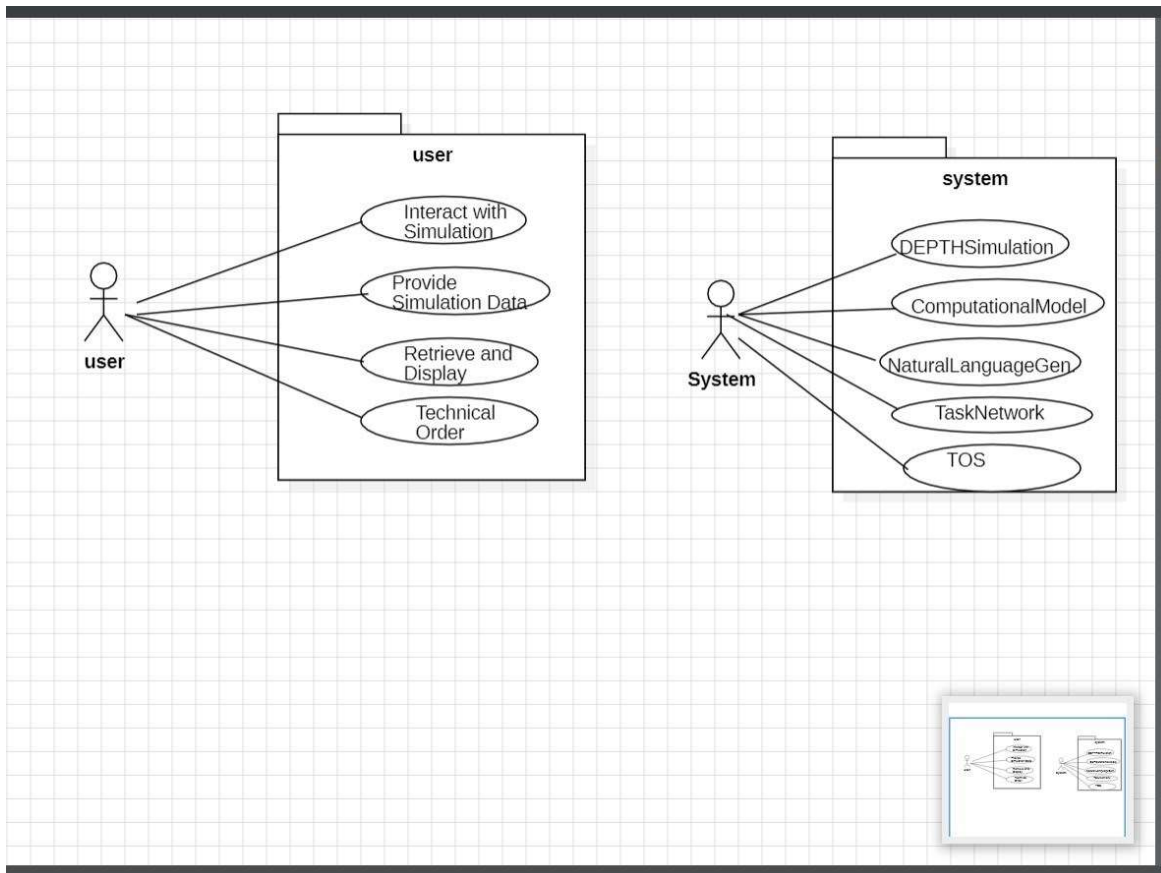 user
Interact with
Simulation
Provide
Simulation Data
Retrieve and
Display
Technical
Order
user
system
DEPTHSimulation
ComputationalModel
NaturalLanguageGen.
TaskNetwork
TOS
System